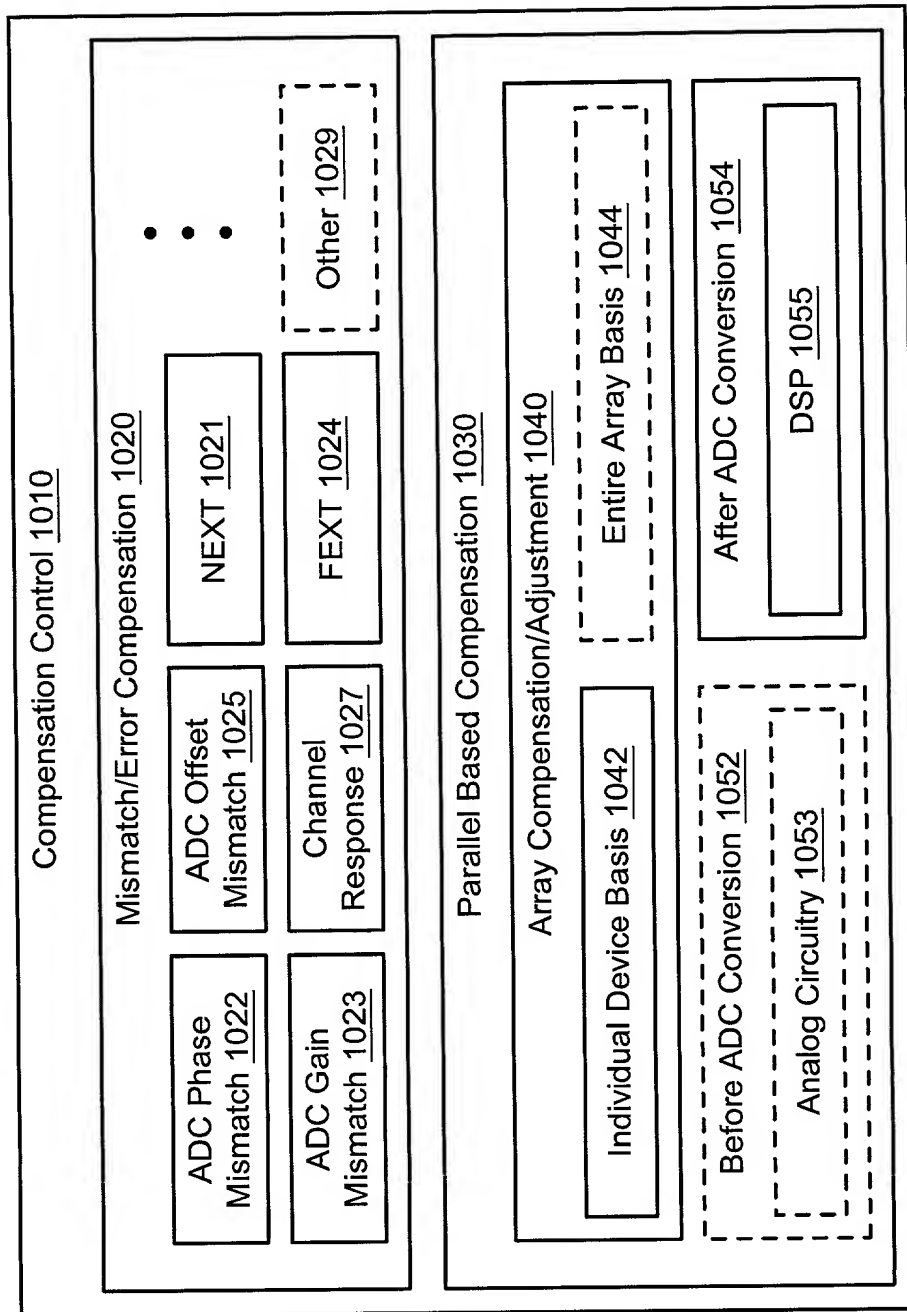 Compensation Control 1010
Mismatch/Error Compensation 1020
ADC Phase
Mismatch 1022
ADC Offset
Mismatch 1025
NEXT 1021
ADC Gain
Mismatch 1023
Channel
Response 1027
FEXT 1024
Other 1029
Parallel Based Compensation 1030
Array Compensation/Adjustment 1040
Individual Device Basis 1042
Entire Array Basis 1044
Before ADC Conversion 1052
Analog Circuitry 1053
After ADC Conversion 1054
DSP 1055